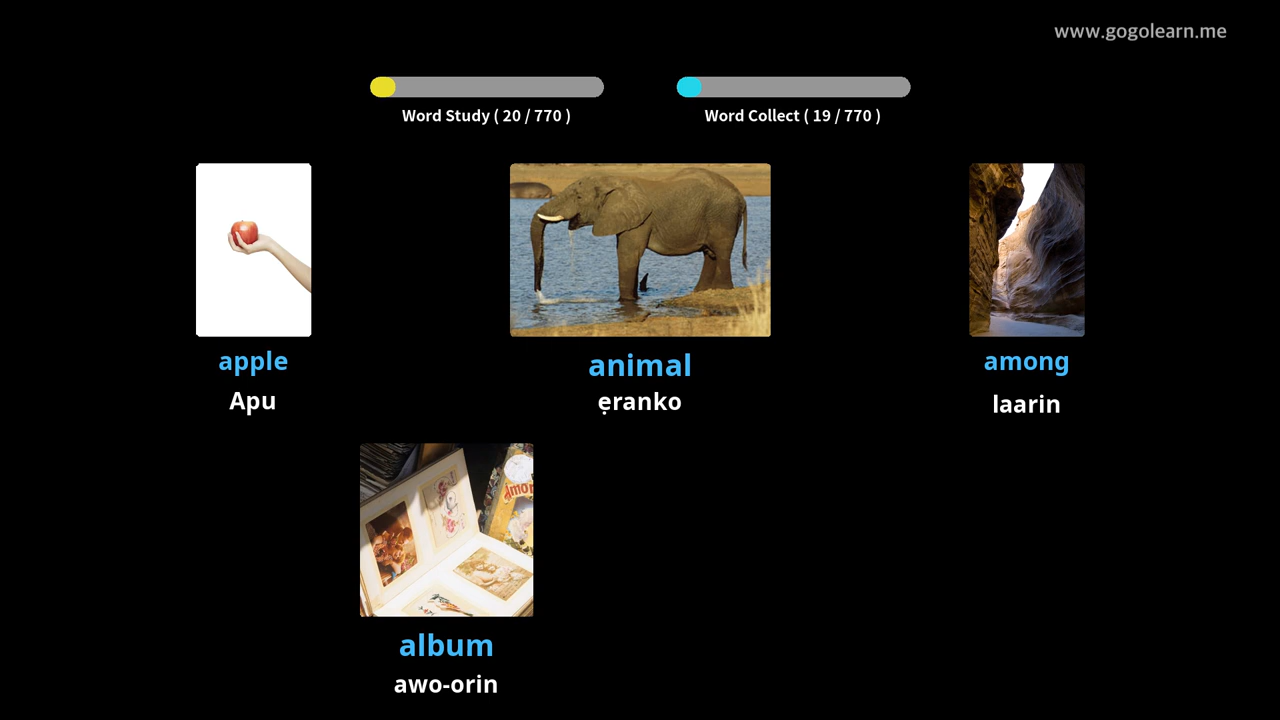 www.gogolearn.me
Word Study ( 20 / 770 )
Word Collect ( 19 / 770 )
apple
Apu
animal
ẹranko
among
laarin
album
awo-orin